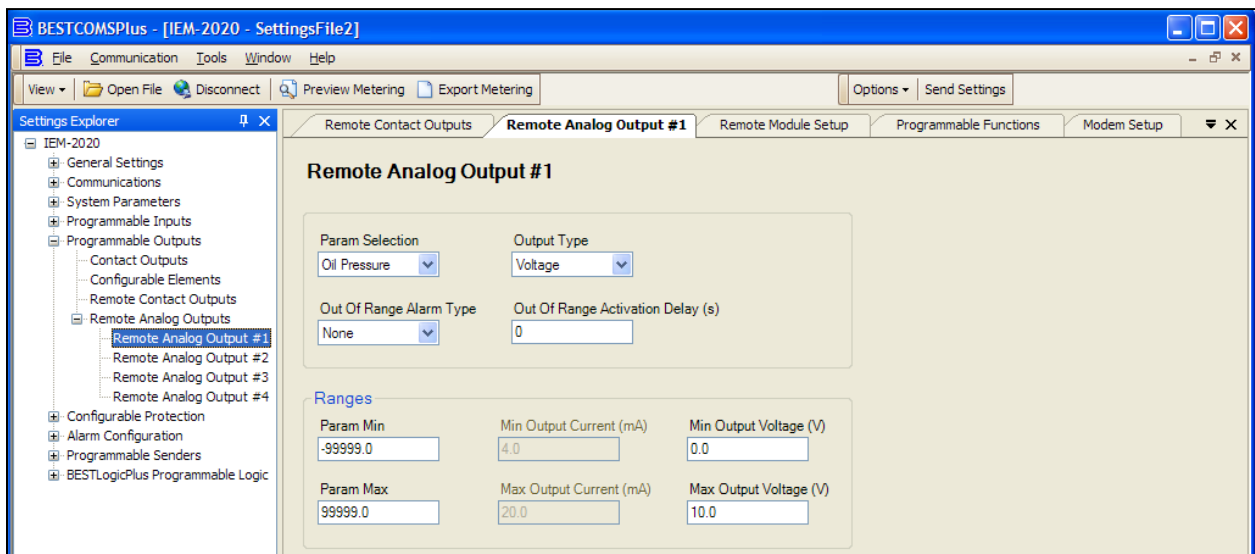 BESTCOMSPlus - [IEM-2020 - SettingsFile2]
File Communication Tools Window Help
View Open File Disconnect Preview Metering Export Metering Options Send Settings
Settings Explorer
IEM-2020
General Settings
Communications
System Parameters
Programmable Inputs
Programmable Outputs
Contact Outputs
Configurable Elements
Remote Contact Outputs
Remote Analog Outputs
Remote Analog Output #1
Remote Analog Output #2
Remote Analog Output #3
Remote Analog Output #4
Configurable Protection
Alarm Configuration
Programmable Senders
BESTLogicPlus Programmable Logic
Remote Contact Outputs Remote Analog Output #1 Remote Module Setup Programmable Functions Modem Setup
Remote Analog Output #1
Param Selection Output Type
Oil Pressure Voltage
Out Of Range Alarm Type Out Of Range Activation Delay (s)
None 0
Ranges
Param Min Min Output Current (mA) Min Output Voltage (V)
-99999.0 4.0 0.0
Param Max Max Output Current (mA) Max Output Voltage (V)
99999.0 20.0 10.0